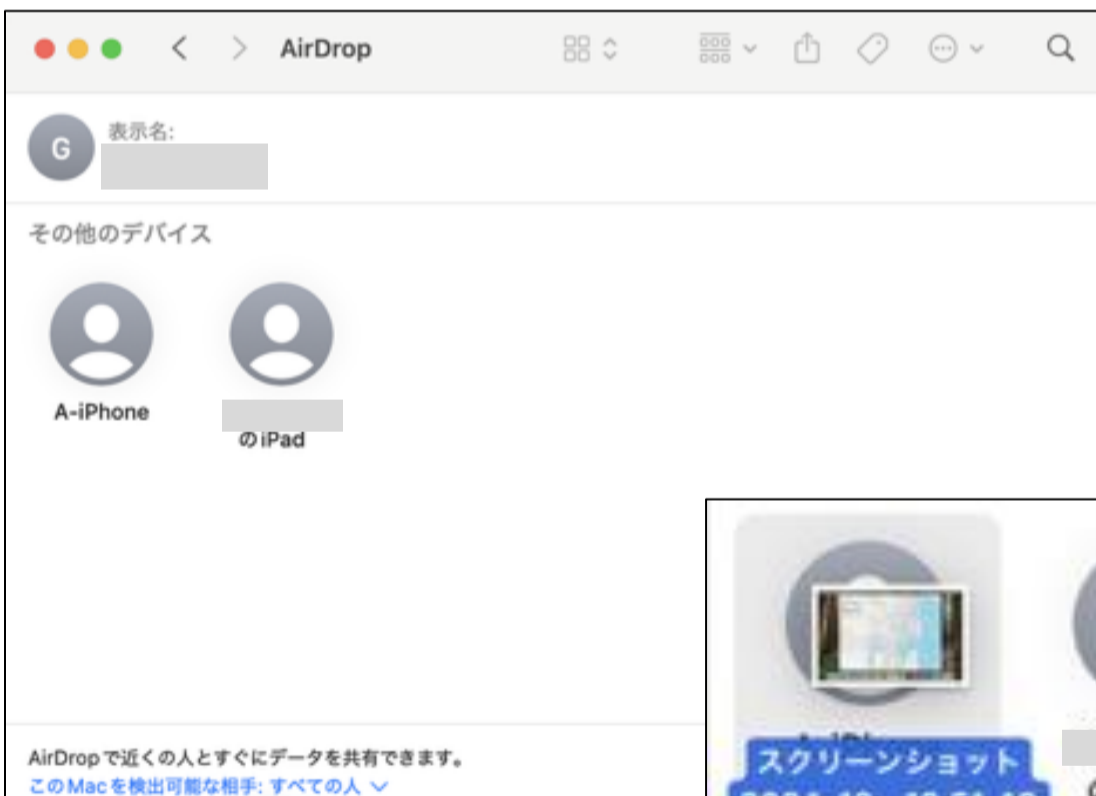 AirDrop
G
表示名:
その他のデバイス
A-iPhone
のiPad
AirDropで近くの人とすぐにデータを共有できます。
このMacを検出可能な相手: すべての人
スクリーンショット